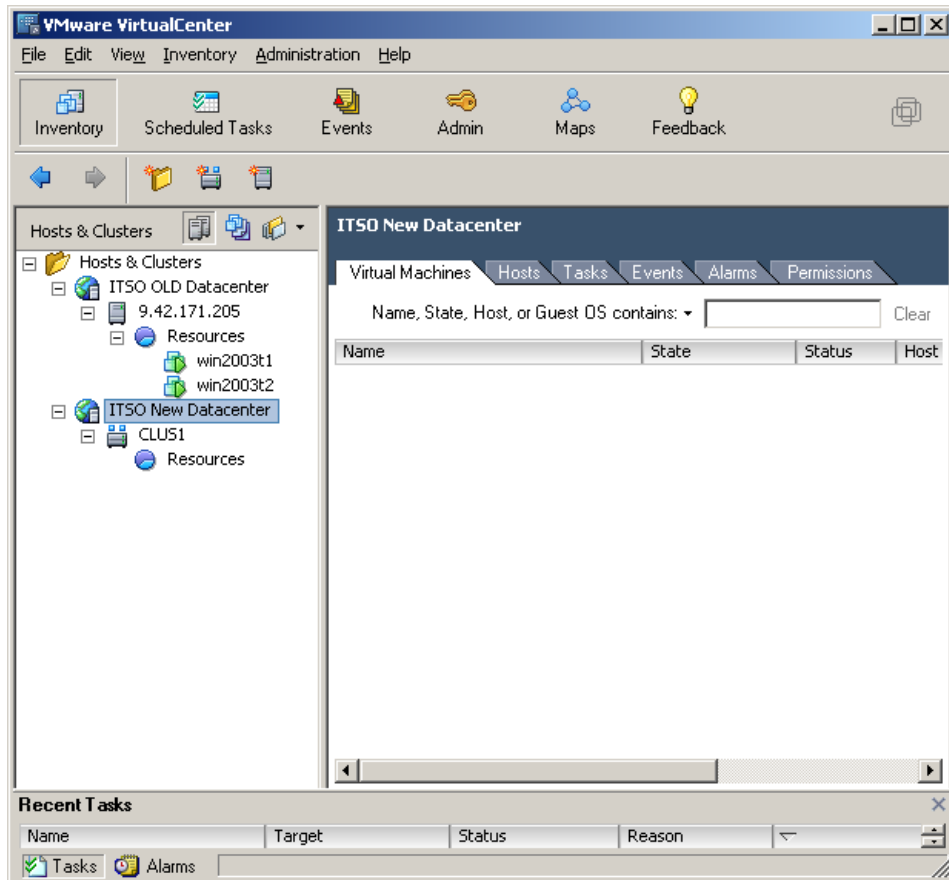 VMware VirtualCenter
File Edit View Inventory Administration Help
Inventory Scheduled Tasks Events Admin Maps Feedback
Hosts & Clusters
Hosts & Clusters
ITSO OLD Datacenter
9.42.171.205
Resources
win2003t1
win2003t2
ITSO New Datacenter
CLUS1
Resources
ITSO New Datacenter
Virtual Machines Hosts Tasks Events Alarms Permissions
Name, State, Host, or Guest OS contains: Clear
Name State Status Host
Recent Tasks
Name Target Status Reason
Tasks Alarms